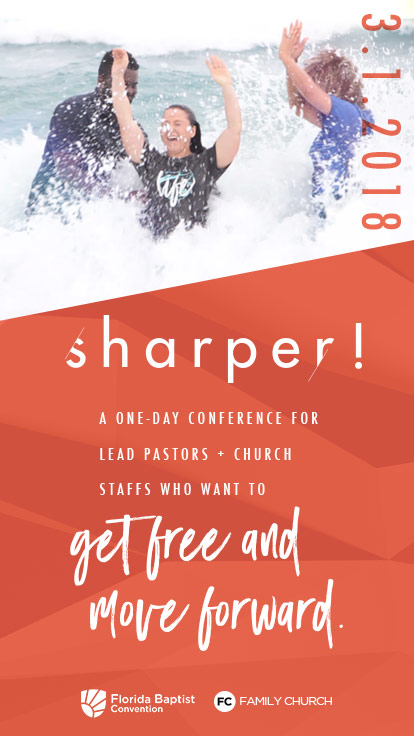 3.1.2018
life
sharper!
A ONE-DAY CONFERENCE FOR
LEAD PASTORS + CHURCH
STAFFS WHO WANT TO
get free and
move forward.
Florida Baptist
Convention
FC FAMILY CHURCH